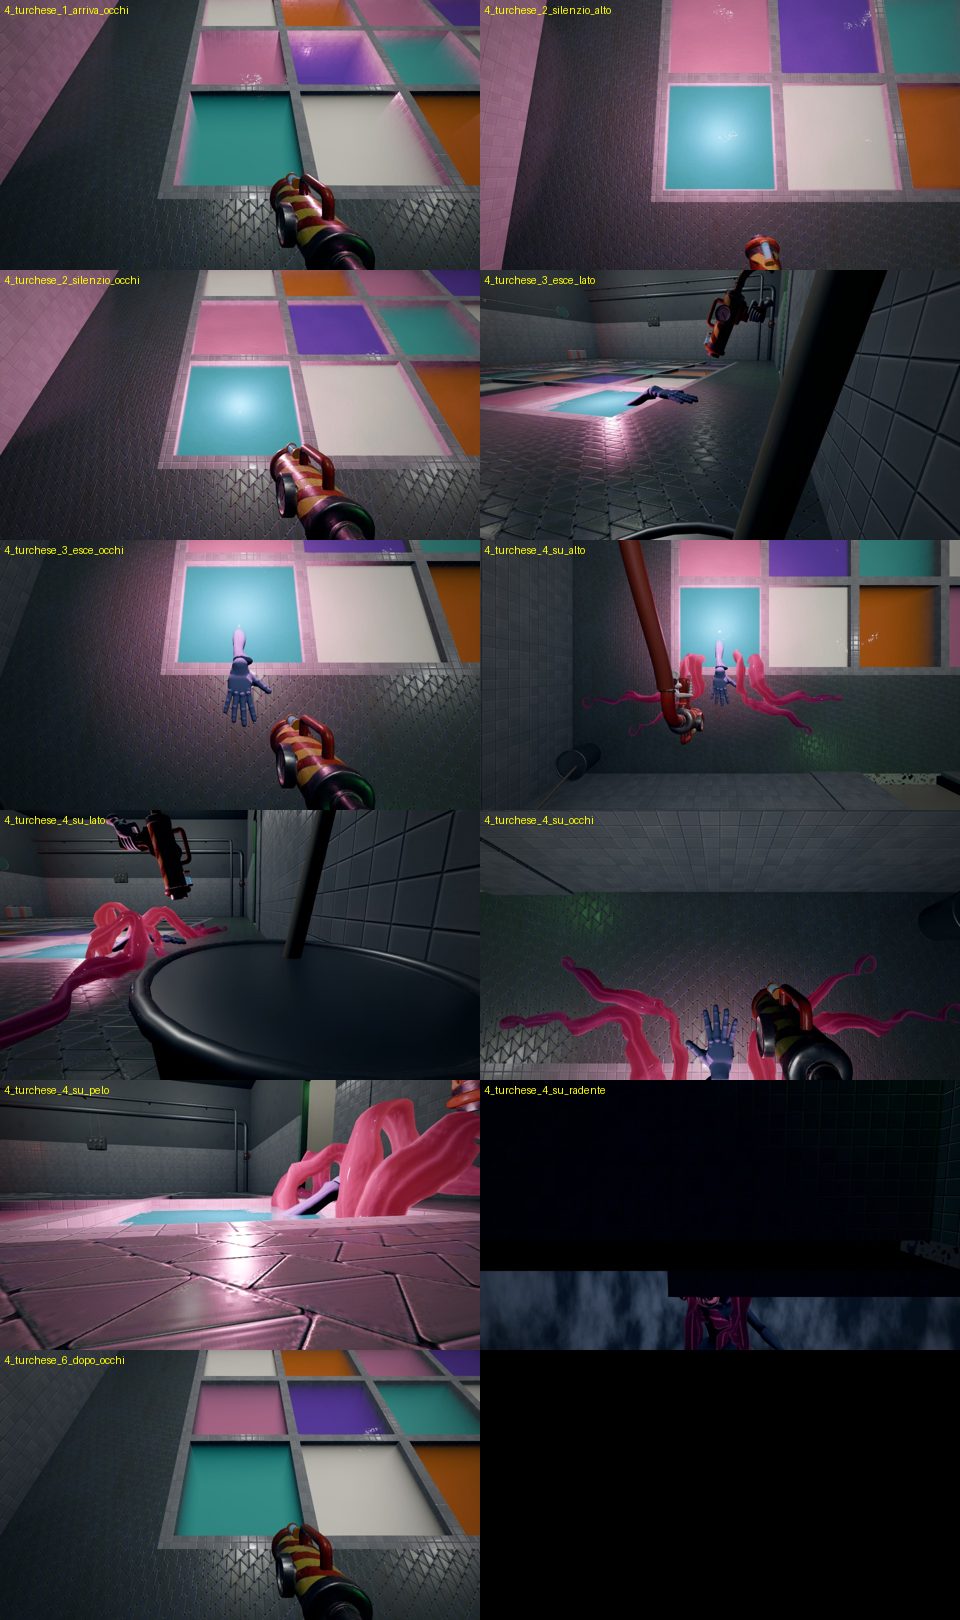 4_turchese_1_arriva_occhi
4_turchese_2_silenzio_alto
4_turchese_2_silenzio_occhi
4_turchese_3_esce_lato
4_turchese_3_esce_occhi
4_turchese_4_su_alto
4_turchese_4_su_lato
4_turchese_4_su_occhi
4_turchese_4_su_pelo
4_turchese_4_su_radente
4_turchese_6_dopo_occhi